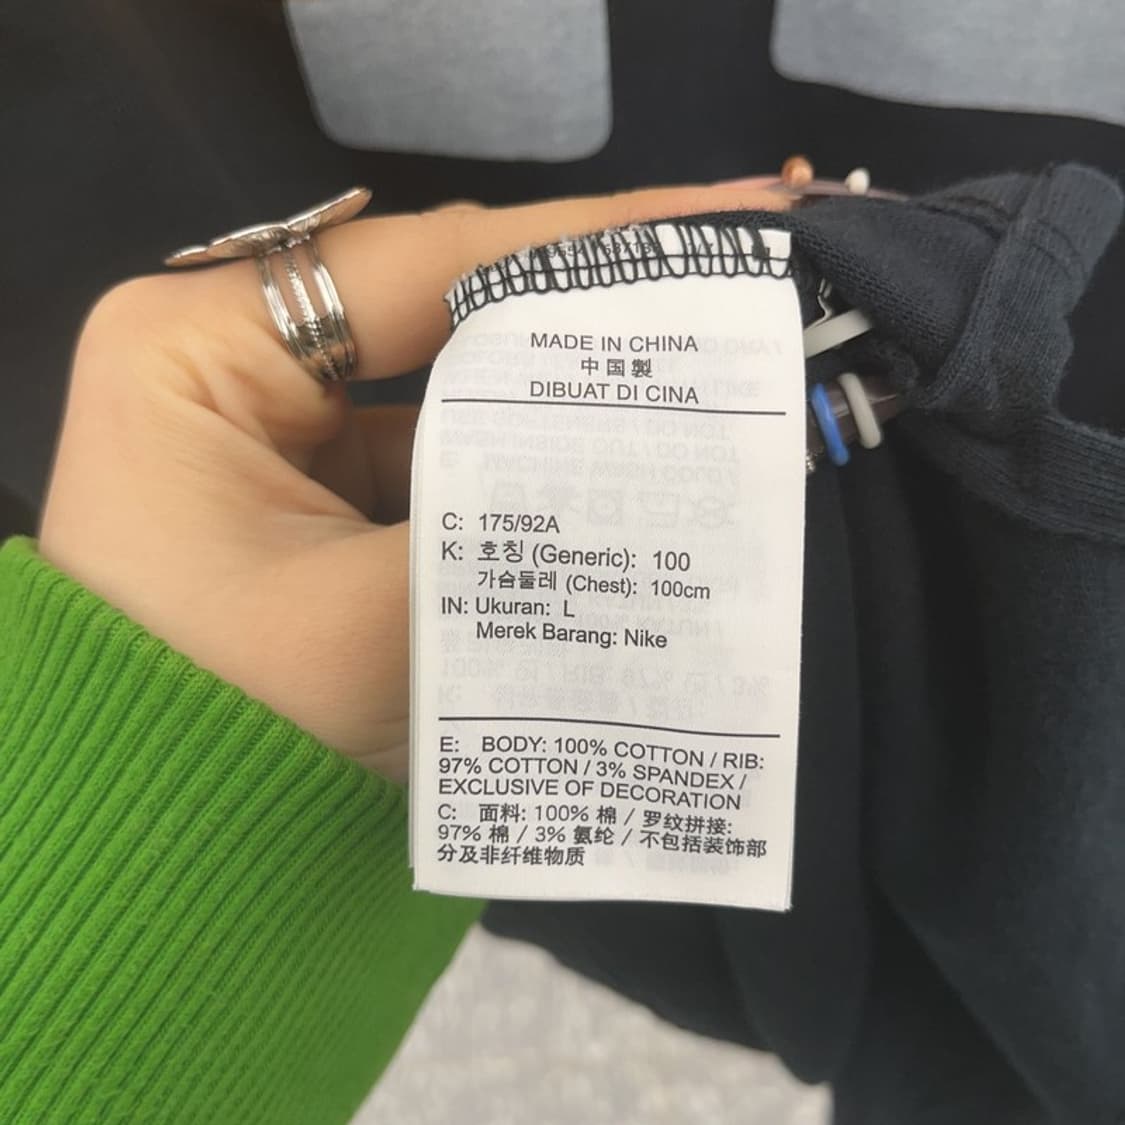 MADE IN CHINA
中国製
DIBUAT DI CINA
C: 175/92A
K: 호칭 (Generic): 100
가슴둘레 (Chest): 100cm
IN: Ukuran: L
Merek Barang: Nike
E: BODY: 100% COTTON / RIB:
97% COTTON / 3% SPANDEX /
EXCLUSIVE OF DECORATION
C: 面料: 100% 棉 / 罗纹拼接:
97% 棉 / 3% 氨纶 / 不包括装饰部
分及非纤维物质